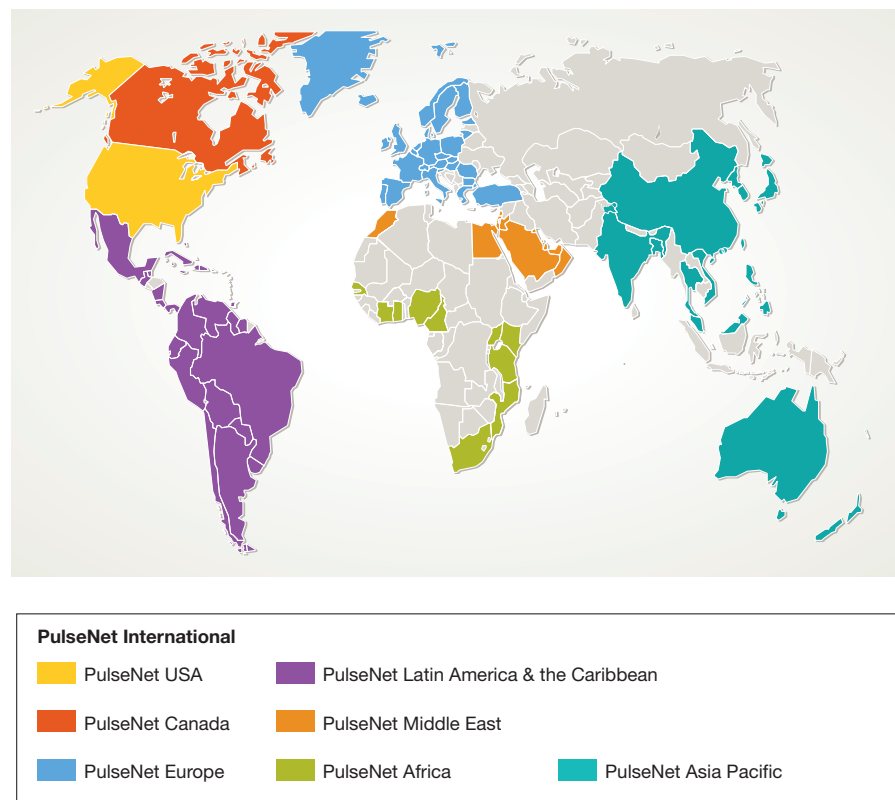 PulseNet International
PulseNet USA
PulseNet Latin America & the Caribbean
PulseNet Canada
PulseNet Middle East
PulseNet Europe
PulseNet Africa
PulseNet Asia Pacific